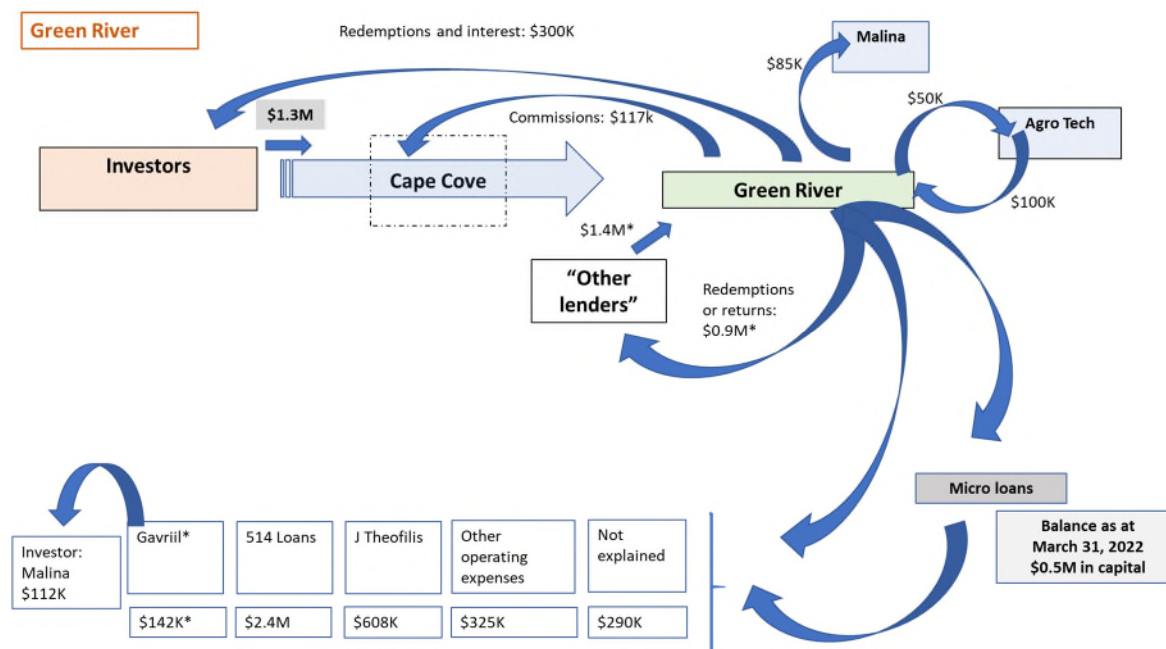 Green River
Redemptions and interest: $300K
Malina
$85K
$1.3M
$50K
Commissions: $117k
Agro Tech
Investors
Cape Cove
Green River
$100K
$1.4M*
"Other
lenders"
Redemptions
or returns:
$0.9M*
Micro loans
Balance as at
March 31, 2022
$0.5M in capital
Investor:
Malina
$112K
Gavriil*
514 Loans
J Theofilis
Other
operating
expenses
Not
explained
$142K*
$2.4M
$608K
$325K
$290K